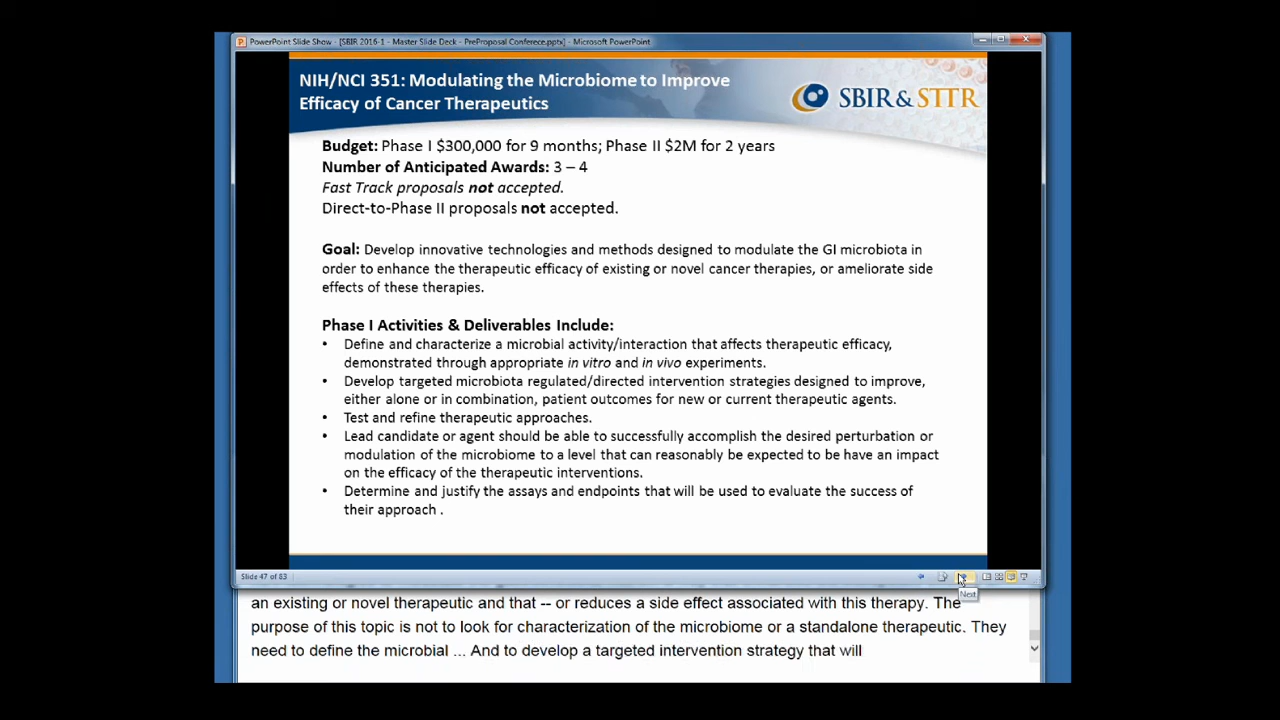 PowerPoint Slide Show - [SBIR 2016-1 - Master Slide Deck - PreProposal Conferece.pptx] - Microsoft PowerPoint
NIH/NCI 351: Modulating the Microbiome to Improve
Efficacy of Cancer Therapeutics
SBIR & STTR
Budget: Phase I $300,000 for 9 months; Phase II $2M for 2 years
Number of Anticipated Awards: 3 – 4
Fast Track proposals not accepted.
Direct-to-Phase II proposals not accepted.
Goal: Develop innovative technologies and methods designed to modulate the GI microbiota in
order to enhance the therapeutic efficacy of existing or novel cancer therapies, or ameliorate side
effects of these therapies.
Phase I Activities & Deliverables Include:
• Define and characterize a microbial activity/interaction that affects therapeutic efficacy,
demonstrated through appropriate in vitro and in vivo experiments.
• Develop targeted microbiota regulated/directed intervention strategies designed to improve,
either alone or in combination, patient outcomes for new or current therapeutic agents.
• Test and refine therapeutic approaches.
• Lead candidate or agent should be able to successfully accomplish the desired perturbation or
modulation of the microbiome to a level that can reasonably be expected to be have an impact
on the efficacy of the therapeutic interventions.
• Determine and justify the assays and endpoints that will be used to evaluate the success of
their approach .
Slide 47 of 83
Next
an existing or novel therapeutic and that -- or reduces a side effect associated with this therapy. The
purpose of this topic is not to look for characterization of the microbiome or a standalone therapeutic. They
need to define the microbial ... And to develop a targeted intervention strategy that will